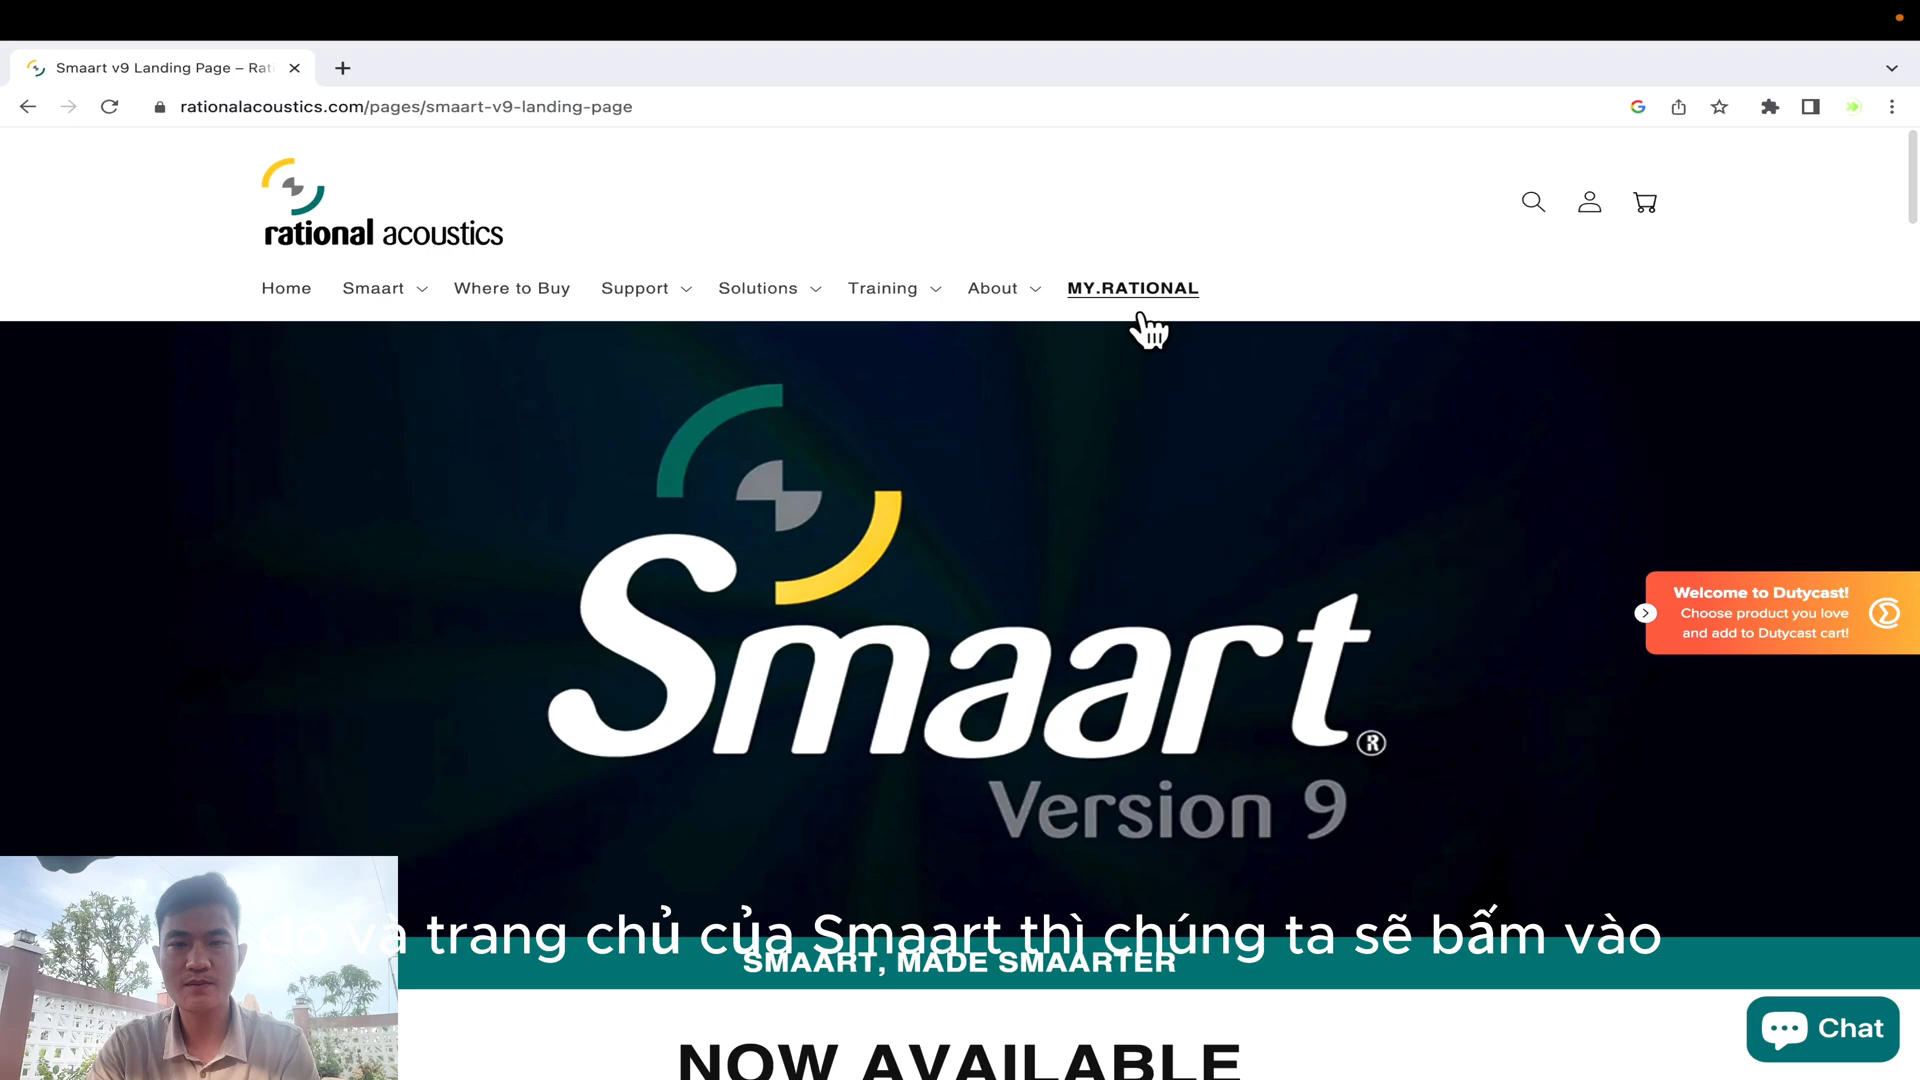 Smaart v9 Landing Page – Rat
rationalacoustics.com/pages/smaart-v9-landing-page
rational acoustics
Home Smaart Where to Buy Support Solutions Training About MY.RATIONAL
Smaart®
Version 9
Welcome to Dutycast!
Choose product you love
and add to Dutycast cart!
đó và trang chủ của Smaart thì chúng ta sẽ bấm vào
SMAART, MADE SMAARTER
Chat
NOW AVAILABLE